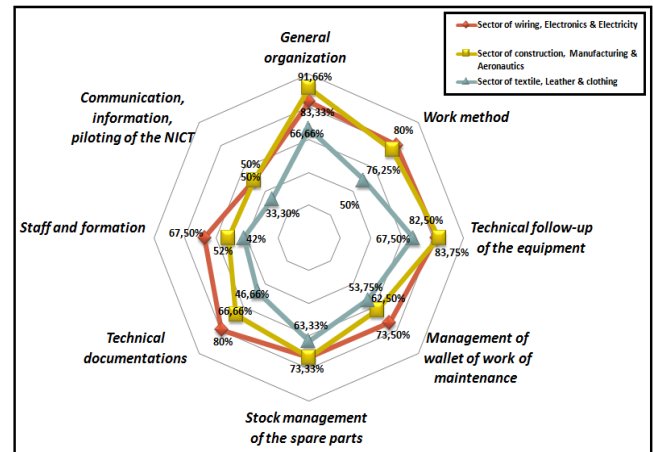 Sector of wiring, Electronics & Electricity
Sector of construction, Manufacturing &
Aeronautics
Sector of textile, Leather & clothing
General
organization
91,66%
83,33%
66,66%
Communication,
information,
piloting of the NICT
Work method
80%
76,25%
50%
50%
50%
33,30%
Staff and formation
67,50%
52%
42%
Technical follow-up
of the equipment
82,50%
67,50%
83,75%
53,75%
62,50%
73,50%
Management of
wallet of work of
maintenance
46,66%
66,66%
80%
Technical
documentations
63,33%
73,33%
Stock management
of the spare parts